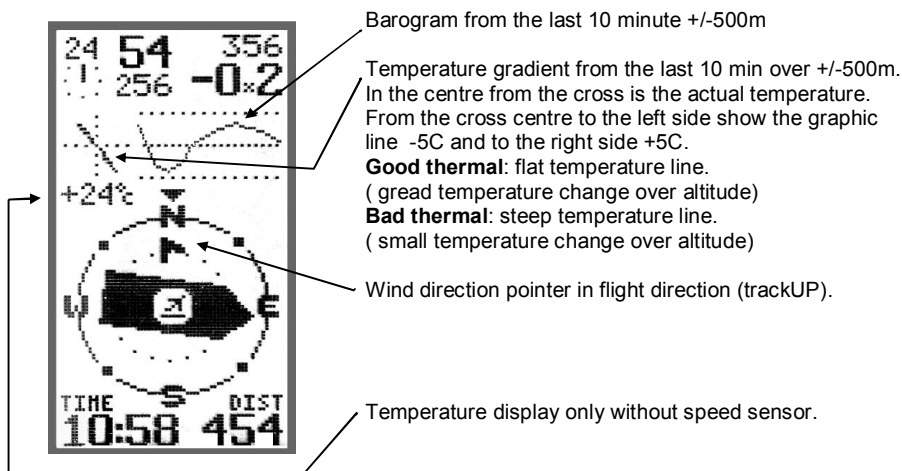 Barogram from the last 10 minute +/-500m
24 54 356
256 -0.2
Temperature gradient from the last 10 min over +/-500m.
In the centre from the cross is the actual temperature.
From the cross centre to the left side show the graphic
line -5C and to the right side +5C.
Good thermal: flat temperature line.
( gread temperature change over altitude)
Bad thermal: steep temperature line.
( small temperature change over altitude)
+24°c
N
W E
S
Wind direction pointer in flight direction (trackUP).
TIME DIST
10:58 454
Temperature display only without speed sensor.